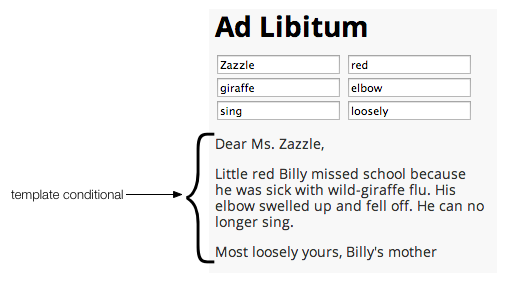 Ad Libitum
Zazzle red
giraffe elbow
sing loosely
Dear Ms. Zazzle,
Little red Billy missed school because
he was sick with wild-giraffe flu. His
elbow swelled up and fell off. He can no
longer sing.
Most loosely yours, Billy's mother
template conditional